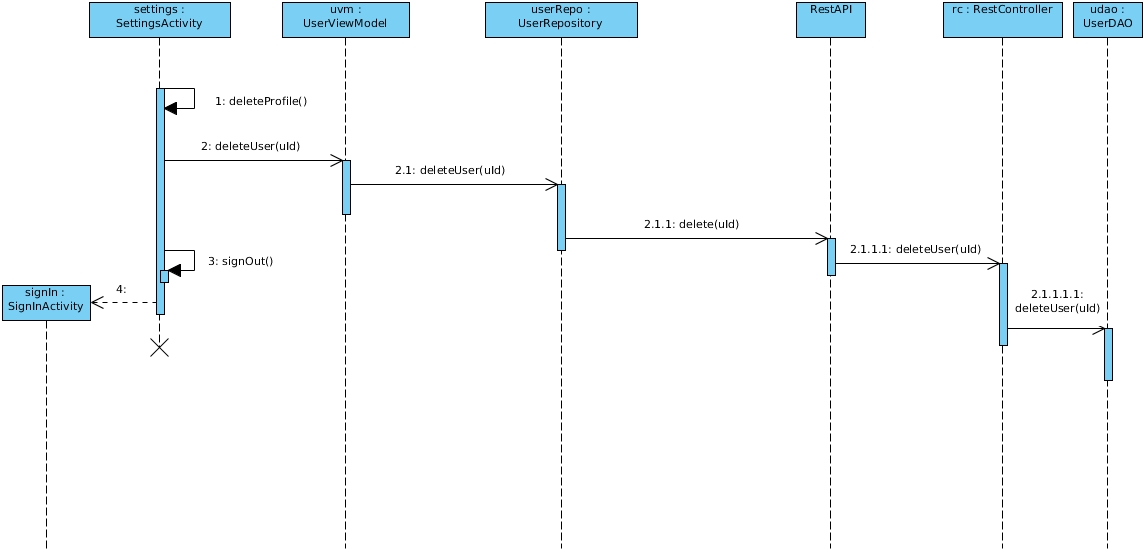 settings :
SettingsActivity
uvm :
UserViewModel
userRepo :
UserRepository
RestAPI
rc : RestController
udao :
UserDAO
1: deleteProfile()
2: deleteUser(uId)
2.1: deleteUser(uId)
2.1.1: delete(uId)
2.1.1.1: deleteUser(uId)
3: signOut()
4:
signIn :
SignInActivity
2.1.1.1.1:
deleteUser(uId)